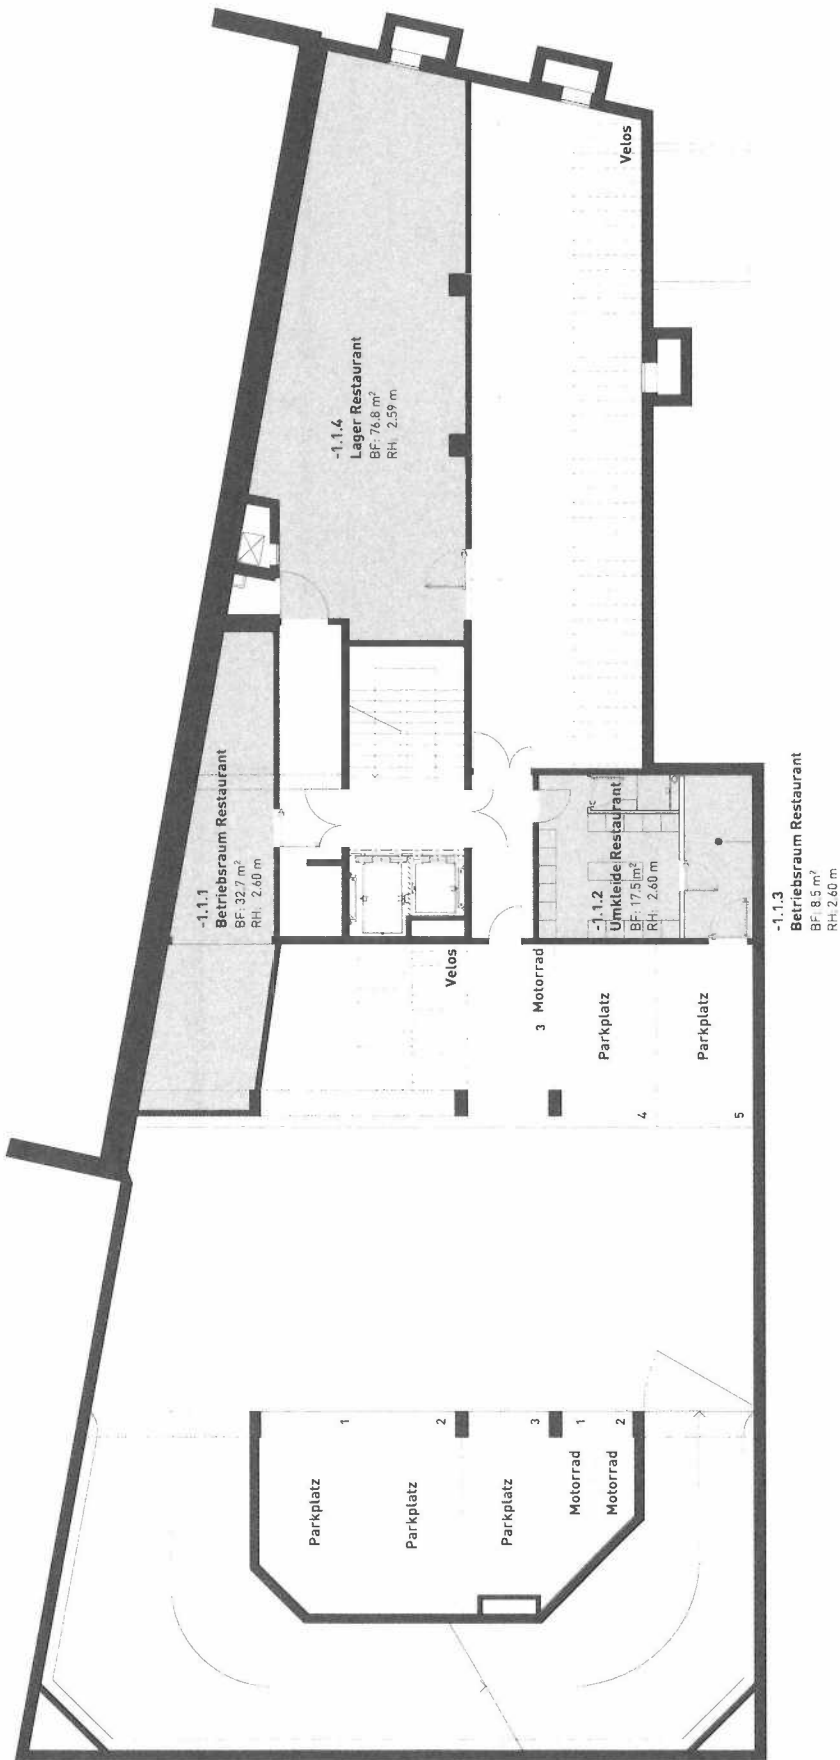 Velos
-1.1.4
Lager Restaurant
BF: 76.8 m²
RH: 2.59 m
-1.1.1
Betriebsraum Restaurant
BF: 32.7 m²
RH: 2.60 m
-1.1.2
Umkleide Restaurant
BF: 17.5 m²
RH: 2.60 m
-1.1.3
Betriebsraum Restaurant
BF: 8.5 m²
RH: 2.60 m
Velos
3 Motorrad
Parkplatz
4
Parkplatz
5
Parkplatz
1
Parkplatz
2
Parkplatz
3
Motorrad
1
Motorrad
2